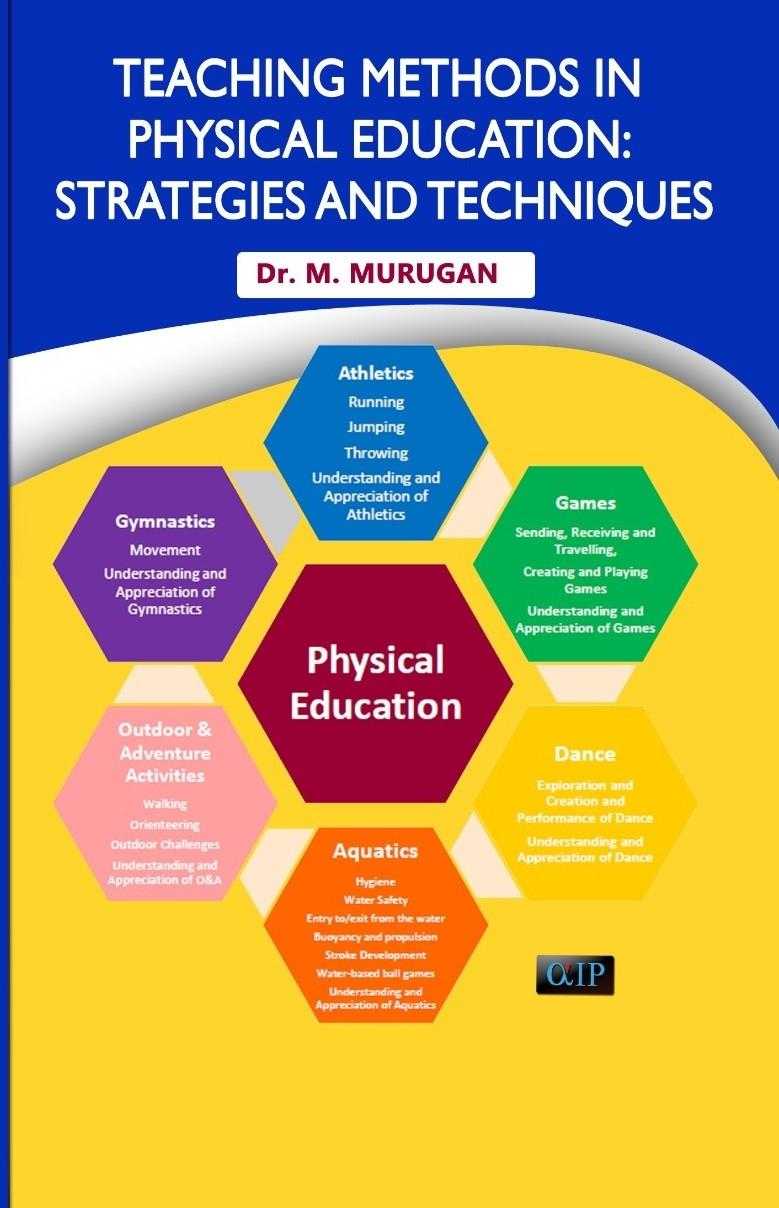 TEACHING METHODS IN
PHYSICAL EDUCATION:
STRATEGIES AND TECHNIQUES
Dr. M. MURUGAN
Athletics
Running
Jumping
Throwing
Understanding and
Appreciation of
Athletics
Gymnastics
Movement
Understanding and
Appreciation of
Gymnastics
Games
Sending, Receiving and
Travelling,
Creating and Playing
Games
Understanding and
Appreciation of Games
Physical
Education
Outdoor &
Adventure
Activities
Walking
Orienteering
Outdoor Challenges
Understanding and
Appreciation of O&A
Dance
Exploration and
Creation and
Performance of Dance
Understanding and
Appreciation of Dance
Aquatics
Hygiene
Water Safety
Entry to/exit from the water
Buoyancy and propulsion
Stroke Development
Water-based ball games
Understanding and
Appreciation of Aquatics
αIP